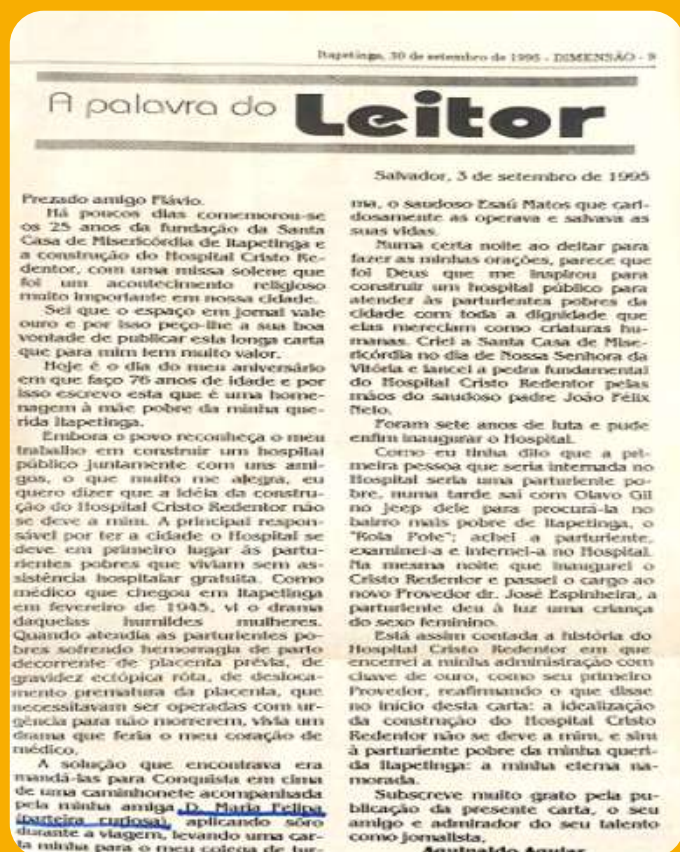 Itapetinga, 30 de setembro de 1995 - DIMENSÃO - 9
A palavra do Leitor
Salvador, 3 de setembro de 1995
Prezado amigo Flávio.
Há poucos dias comemorou-se
os 25 anos da fundação da Santa
Casa de Misericórdia de Itapetinga e
a construção do Hospital Cristo Re-
dentor, com uma missa solene que
foi um acontecimento religioso
muito importante em nossa cidade.
Sei que o espaço em jornal vale
ouro e por isso peço-lhe a sua boa
vontade de publicar esta longa carta
que para mim tem muito valor.
Hoje é o dia do meu aniversário
em que faço 76 anos de idade e por
isso escrevo esta que é uma home-
nagem à mãe pobre da minha que-
rida Itapetinga.
Embora o povo reconheça o meu
trabalho em construir um hospital
público juntamente com uns ami-
gos, o que muito me alegra, eu
quero dizer que a idéia da constru-
ção do Hospital Cristo Redentor não
se deve a mim. A principal respon-
sável por ter a cidade o Hospital se
deve em primeiro lugar às partu-
rientes pobres que viviam sem as-
sistência hospitalar gratuita. Como
médico que chegou em Itapetinga
em fevereiro de 1945, vi o drama
daquelas humildes mulheres.
Quando atendia as parturientes po-
bres sofrendo hemorragia de parto
decorrente de placenta prévia, de
gravidez ectópica rôta, de desloca-
mento prematura da placenta, que
necessitavam ser operadas com ur-
gência para não morrerem, vivia um
drama que feria o meu coração de
médico.
A solução que encontrava era
mandá-las para Conquista em cima
de uma caminhonete acompanhada
pela minha amiga D. Maria Felipa
(parteira curiosa), aplicando sôro
durante a viagem, levando uma car-
ta minha para o meu colega de tur-
ma, o saudoso Esaú Matos que cari-
dosamente as operava e salvava as
suas vidas.
Numa certa noite ao deitar para
fazer as minhas orações, parece que
foi Deus que me inspirou para
construir um hospital público para
atender às parturientes pobres da
cidade com toda a dignidade que
elas mereciam como criaturas hu-
manas. Criei a Santa Casa de Mise-
ricórdia no dia de Nossa Senhora da
Vitória e lancei a pedra fundamental
do Hospital Cristo Redentor pelas
mãos do saudoso padre João Félix
Neto.
Foram sete anos de luta e pude
enfim inaugurar o Hospital.
Como eu tinha dito que a pri-
meira pessoa que seria internada no
Hospital seria uma parturiente po-
bre, numa tarde saí com Olavo Gil
no jeep dele para procurá-la no
bairro mais pobre de Itapetinga, o
"Rola Pote"; achei a parturiente,
examinei-a e internei-a no Hospital.
Na mesma noite que inaugurei o
Cristo Redentor e passei o cargo ao
novo Provedor dr. José Espinheira, a
parturiente deu à luz uma criança
do sexo feminino.
Está assim contada a história do
Hospital Cristo Redentor em que
encerrei a minha administração com
chave de ouro, como seu primeiro
Provedor, reafirmando o que disse
no início desta carta: a idealização
da construção do Hospital Cristo
Redentor não se deve a mim, e sim
à parturiente pobre da minha queri-
da Itapetinga: a minha eterna na-
morada.
Subscreve muito grato pela pu-
blicação da presente carta, o seu
amigo e admirador do seu talento
como jornalista,
Aguinaldo Aguiar